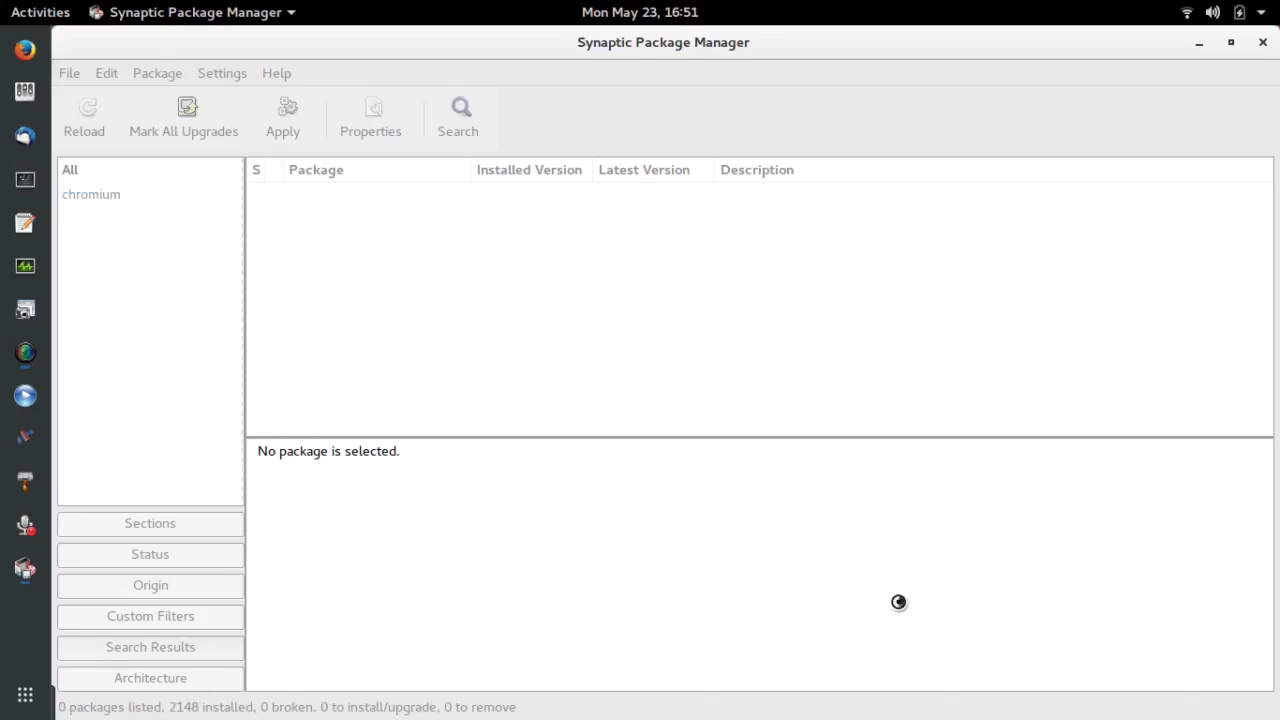 Activities Synaptic Package Manager Mon May 23, 16:51
Synaptic Package Manager
File Edit Package Settings Help
Reload Mark All Upgrades Apply Properties Search
All S Package Installed Version Latest Version Description
chromium
No package is selected.
Sections
Status
Origin
Custom Filters
Search Results
Architecture
0 packages listed, 2148 installed, 0 broken. 0 to install/upgrade, 0 to remove